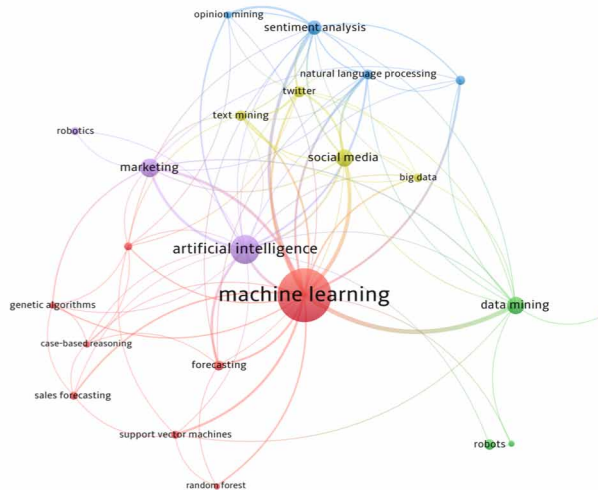 opinion mining
sentiment analysis
natural language processing
twitter
text mining
robotics
social media
marketing
big data
artificial intelligence
machine learning
data mining
genetic algorithms
case-based reasoning
forecasting
sales forecasting
support vector machines
robots
random forest